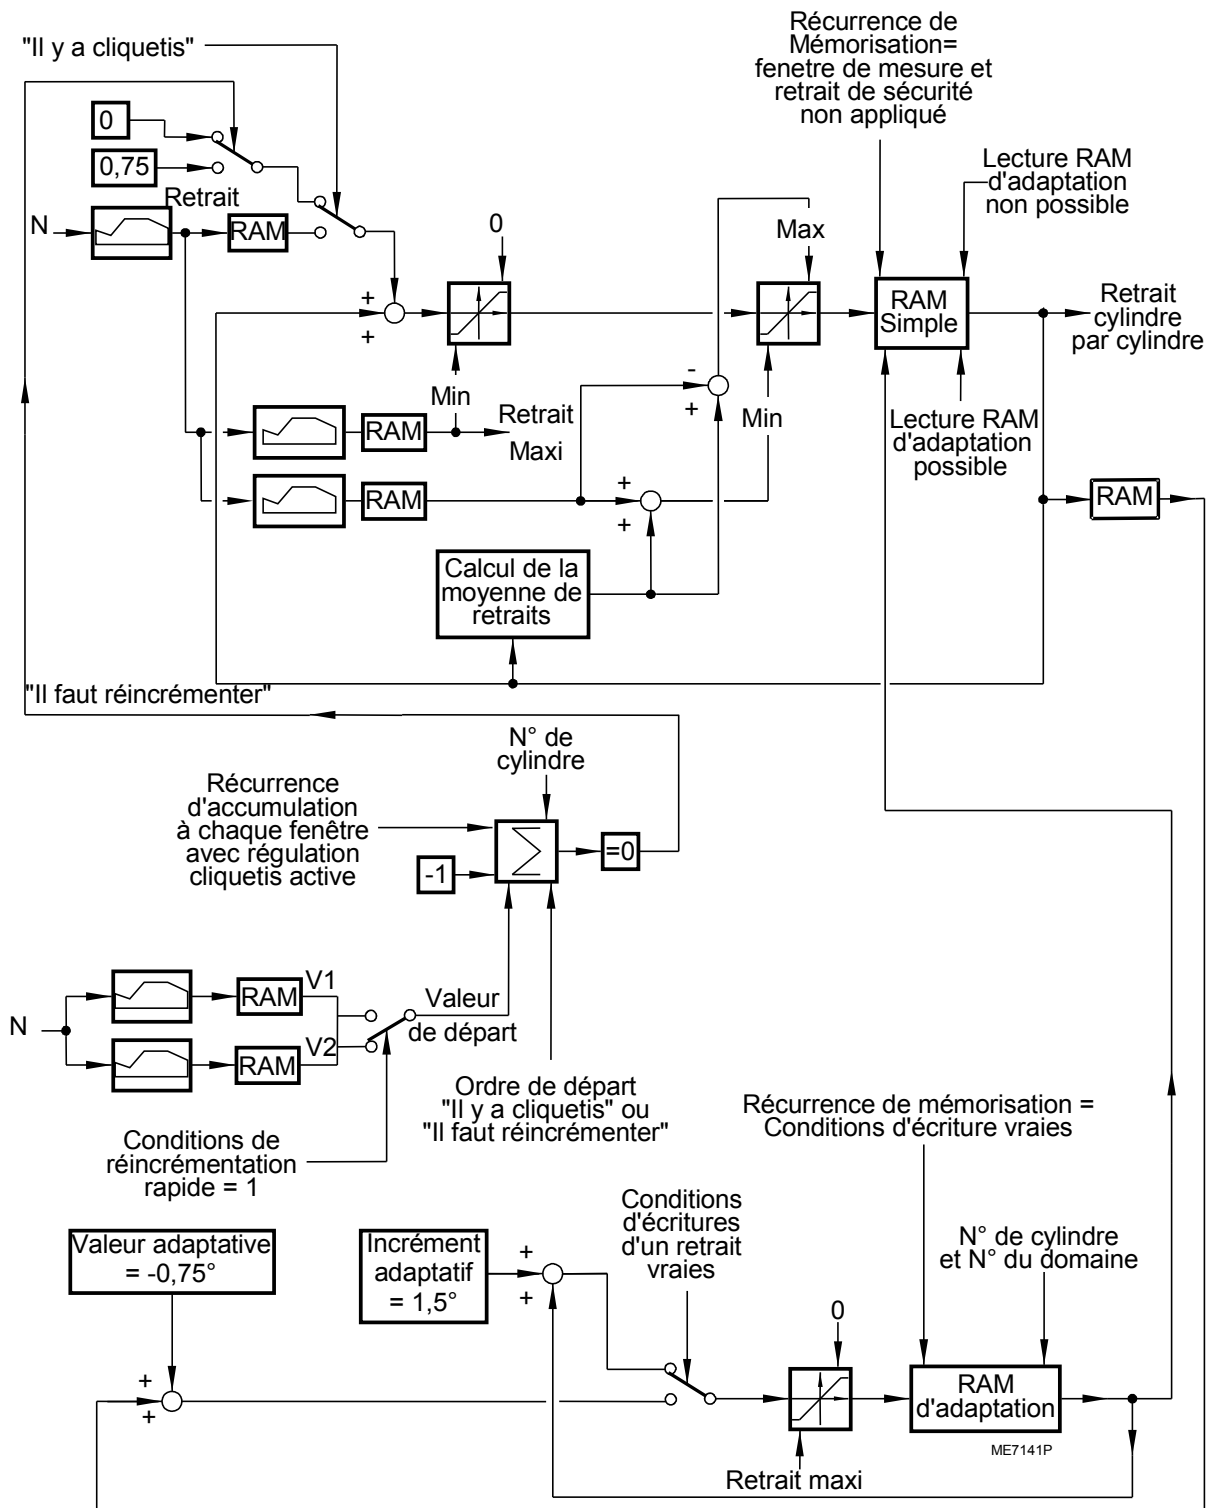 "Il y a cliquetis"
Récurrence de
Mémorisation=
fenetre de mesure et
retrait de sécurité
non appliqué
0
0,75
Retrait
N
RAM
Lecture RAM
d'adaptation
non possible
0
Max
+
+
RAM
Simple
Retrait
cylindre
par cylindre
Min
Retrait
Maxi
RAM
-
+
Min
Lecture RAM
d'adaptation
possible
RAM
+
+
RAM
Calcul de la
moyenne de
retraits
"Il faut réincrémenter"
N° de
cylindre
Récurrence
d'accumulation
à chaque fenêtre
avec régulation
cliquetis active
∑
=0
-1
N
RAM
V1
RAM
V2
Valeur
de départ
Ordre de départ
"Il y a cliquetis" ou
"Il faut réincrémenter"
Conditions de
réincrémentation
rapide = 1
Récurrence de mémorisation =
Conditions d'écriture vraies
Conditions
d'écritures
d'un retrait
vraies
Valeur adaptative
= -0,75°
Incrément
adaptatif
= 1,5°
+
+
N° de cylindre
et N° du domaine
0
+
+
RAM
d'adaptation
ME7141P
Retrait maxi